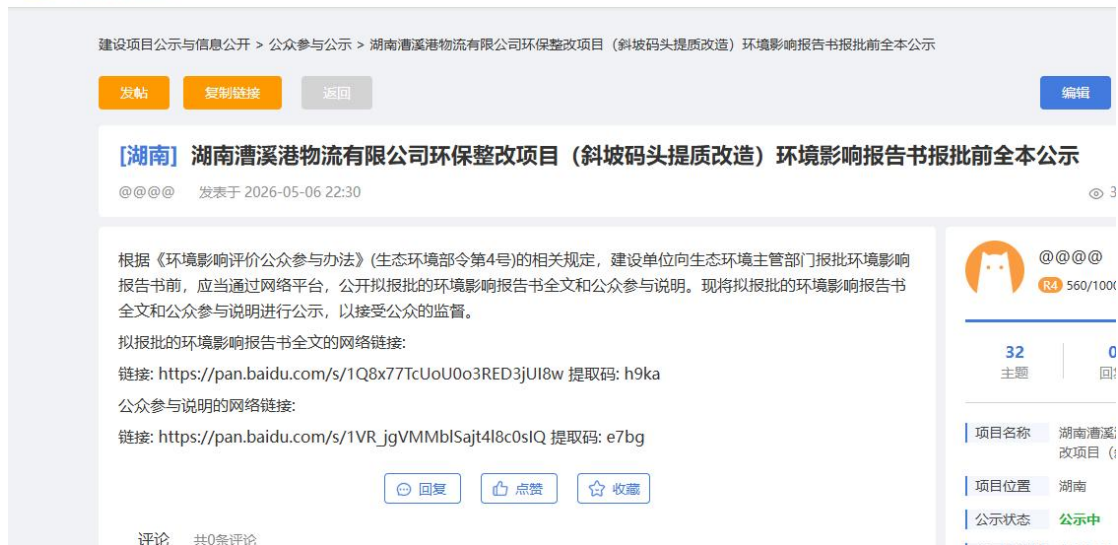 建设项目公示与信息公开 > 公众参与公示 > 湖南漕溪港物流有限公司环保整改项目（斜坡码头提质改造）环境影响报告书报批前全本公示
发帖 复制链接 返回 编辑
[湖南] 湖南漕溪港物流有限公司环保整改项目（斜坡码头提质改造）环境影响报告书报批前全本公示
@@@@ 发表于 2026-05-06 22:30 3
根据《环境影响评价公众参与办法》(生态环境部令第4号)的相关规定，建设单位向生态环境主管部门报批环境影响
报告书前，应当通过网络平台，公开拟报批的环境影响报告书全文和公众参与说明。现将拟报批的环境影响报告书
全文和公众参与说明进行公示，以接受公众的监督。
拟报批的环境影响报告书全文的网络链接:
链接: https://pan.baidu.com/s/1Q8x77TcUoU0o3RED3jUI8w 提取码: h9ka
公众参与说明的网络链接:
链接: https://pan.baidu.com/s/1VR_jgVMMblSajt4l8c0sIQ 提取码: e7bg
回复 点赞 收藏
评论 共0条评论
@@@@
R4 560/1000
32 0
主题 回
项目名称 湖南漕溪
改项目（
项目位置 湖南
公示状态 公示中